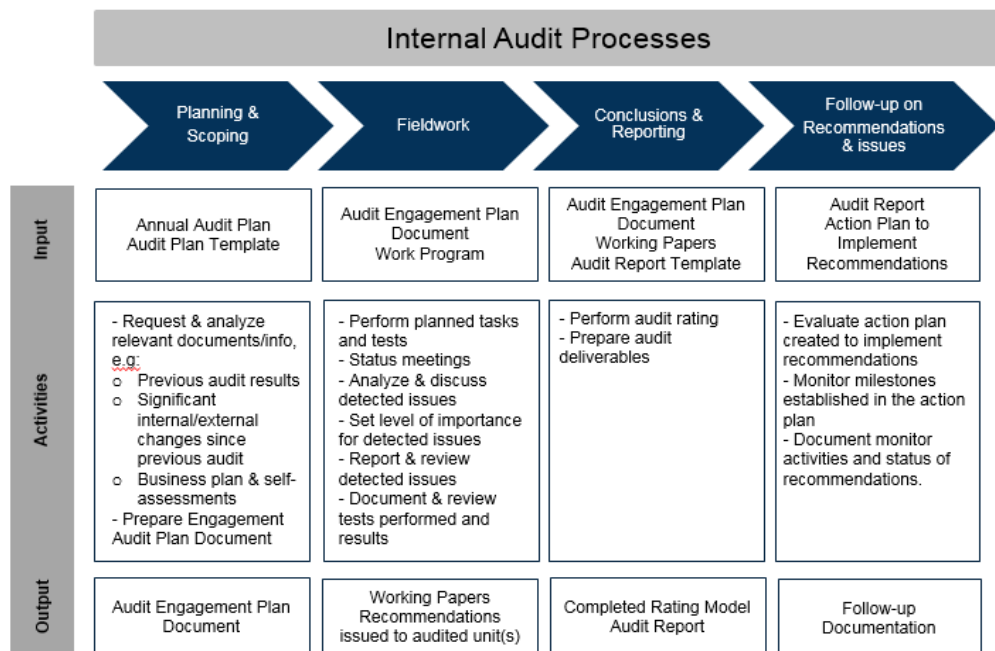 Internal Audit Processes
Planning &
Scoping
Fieldwork
Conclusions &
Reporting
Follow-up on
Recommendations
& issues
Input
Annual Audit Plan
Audit Plan Template
Audit Engagement Plan
Document
Work Program
Audit Engagement Plan
Document
Working Papers
Audit Report Template
Audit Report
Action Plan to
Implement
Recommendations
Activities
- Request & analyze
relevant documents/info,
e.g:
o Previous audit results
o Significant
internal/external
changes since
previous audit
o Business plan & self-
assessments
- Prepare Engagement
Audit Plan Document
- Perform planned tasks
and tests
- Status meetings
- Analyze & discuss
detected issues
- Set level of importance
for detected issues
- Report & review
detected issues
- Document & review
tests performed and
results
- Perform audit rating
- Prepare audit
deliverables
- Evaluate action plan
created to implement
recommendations
- Monitor milestones
established in the action
plan
- Document monitor
activities and status of
recommendations.
Output
Audit Engagement Plan
Document
Working Papers
Recommendations
issued to audited unit(s)
Completed Rating Model
Audit Report
Follow-up
Documentation